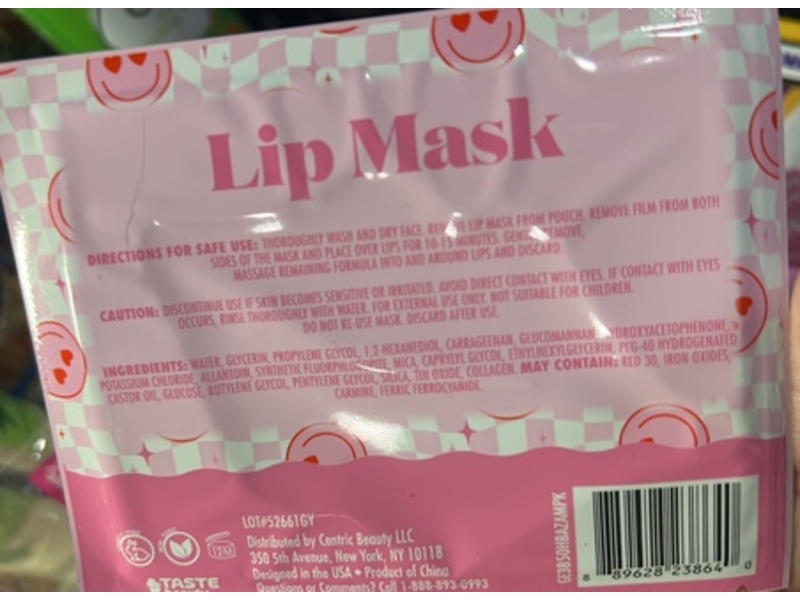 Lip Mask
DIRECTIONS FOR SAFE USE: THOROUGHLY WASH AND DRY FACE. LIP MASK FROM POUCH. REMOVE FILM FROM BOTH
SIDES OF THE MASK AND PLACE OVER LIPS FOR 10-15 MINUTES.
MASSAGE REMAINING FORMULA INTO AND AROUND LIPS AND DISCARD.
CAUTION: DISCONTINUE USE IF SKIN BECOMES SENSITIVE OR IRRITATED. AVOID DIRECT CONTACT WITH EYES. IF CONTACT WITH EYES
OCCURS, RINSE THOROUGHLY WITH WATER. FOR EXTERNAL USE ONLY. NOT SUITABLE FOR CHILDREN.
DO NOT RE-USE MASK. DISCARD AFTER USE.
INGREDIENTS: WATER, GLYCERIN, PROPYLENE GLYCOL, 1,2-HEXANEDIOL, CARRAGEENAN, GLUCOMANNAN, HYDROXYACETOPHENONE,
POTASSIUM CHLORIDE, ALLANTOIN, SYNTHETIC FLUORPHLOGOPITE, MICA, CAPRYLYL GLYCOL, ETHYLHEXYLGLYCERIN, PEG-40 HYDROGENATED
CASTOR OIL, GLUCOSE, BUTYLENE GLYCOL, PENTYLENE GLYCOL, SILICA, TIN OXIDE, COLLAGEN. MAY CONTAIN: RED 30, IRON OXIDES,
CARMINE, FERRIC FERROCYANIDE.
LOT#52661GY
Distributed by Centric Beauty LLC
350 5th Avenue, New York, NY 10118
Designed in the USA • Product of China
Questions or Comments? Call 1-888-893-0993
12M
TASTE
GE3850HBAZAMPK
8 89628 23864 0